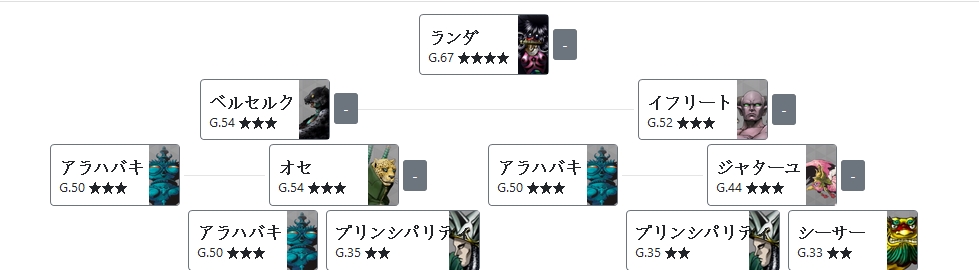 ランダ
G.67 ★★★★
-
ベルセルク
G.54 ★★★
-
イフリート
G.52 ★★★
-
アラハバキ
G.50 ★★★
オセ
G.54 ★★★
-
アラハバキ
G.50 ★★★
ジャターユ
G.44 ★★★
-
アラハバキ
G.50 ★★★
プリンシパリティ
G.35 ★★
プリンシパリティ
G.35 ★★
シーサー
G.33 ★★